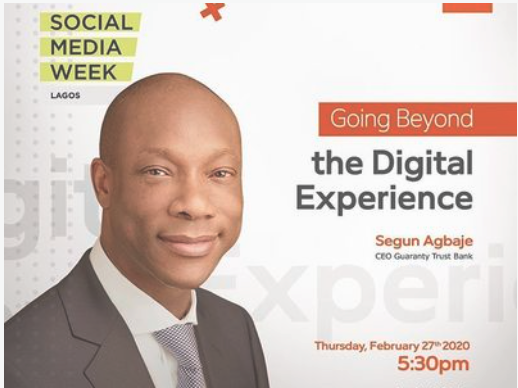 SOCIAL
MEDIA
WEEK
LAGOS
Going Beyond
the Digital
Experience
Segun Agbaje
CEO Guaranty Trust Bank
Thursday, February 27th 2020
5:30pm